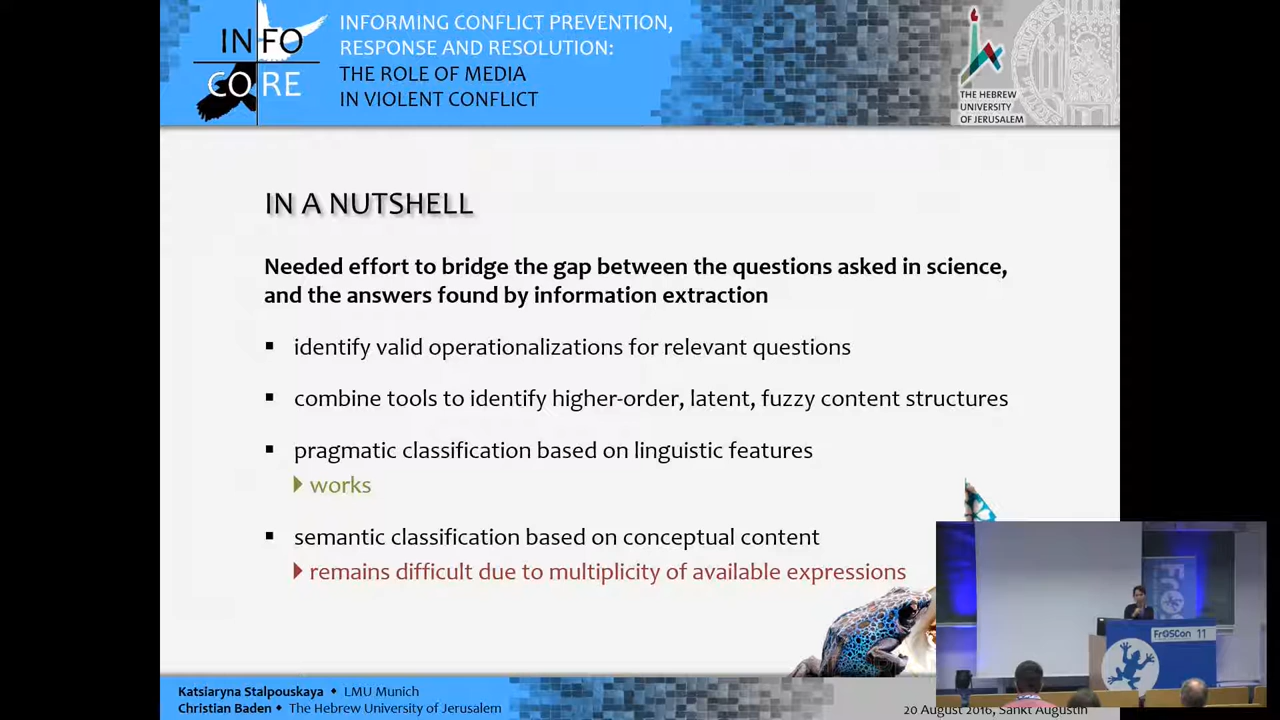 INFO
CORE
INFORMING CONFLICT PREVENTION,
RESPONSE AND RESOLUTION:
THE ROLE OF MEDIA
IN VIOLENT CONFLICT
THE HEBREW
UNIVERSITY
OF JERUSALEM
IN A NUTSHELL
Needed effort to bridge the gap between the questions asked in science,
and the answers found by information extraction
▪ identify valid operationalizations for relevant questions
▪ combine tools to identify higher-order, latent, fuzzy content structures
▪ pragmatic classification based on linguistic features
works
▪ semantic classification based on conceptual content
remains difficult due to multiplicity of available expressions
FrOSCon 11
Katsiaryna Stalpouskaya ◆ LMU Munich
Christian Baden ◆ The Hebrew University of Jerusalem
20 August 2016, Sankt Augustin